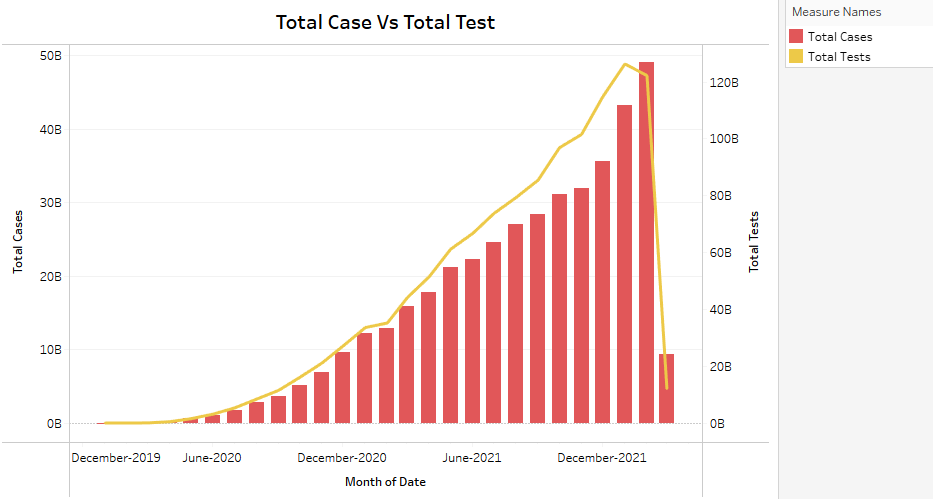 Total Case Vs Total Test
Measure Names
Total Cases
Total Tests
50B
40B
30B
20B
10B
0B
Total Cases
120B
100B
80B
60B
40B
20B
0B
Total Tests
December-2019 June-2020 December-2020 June-2021 December-2021
Month of Date